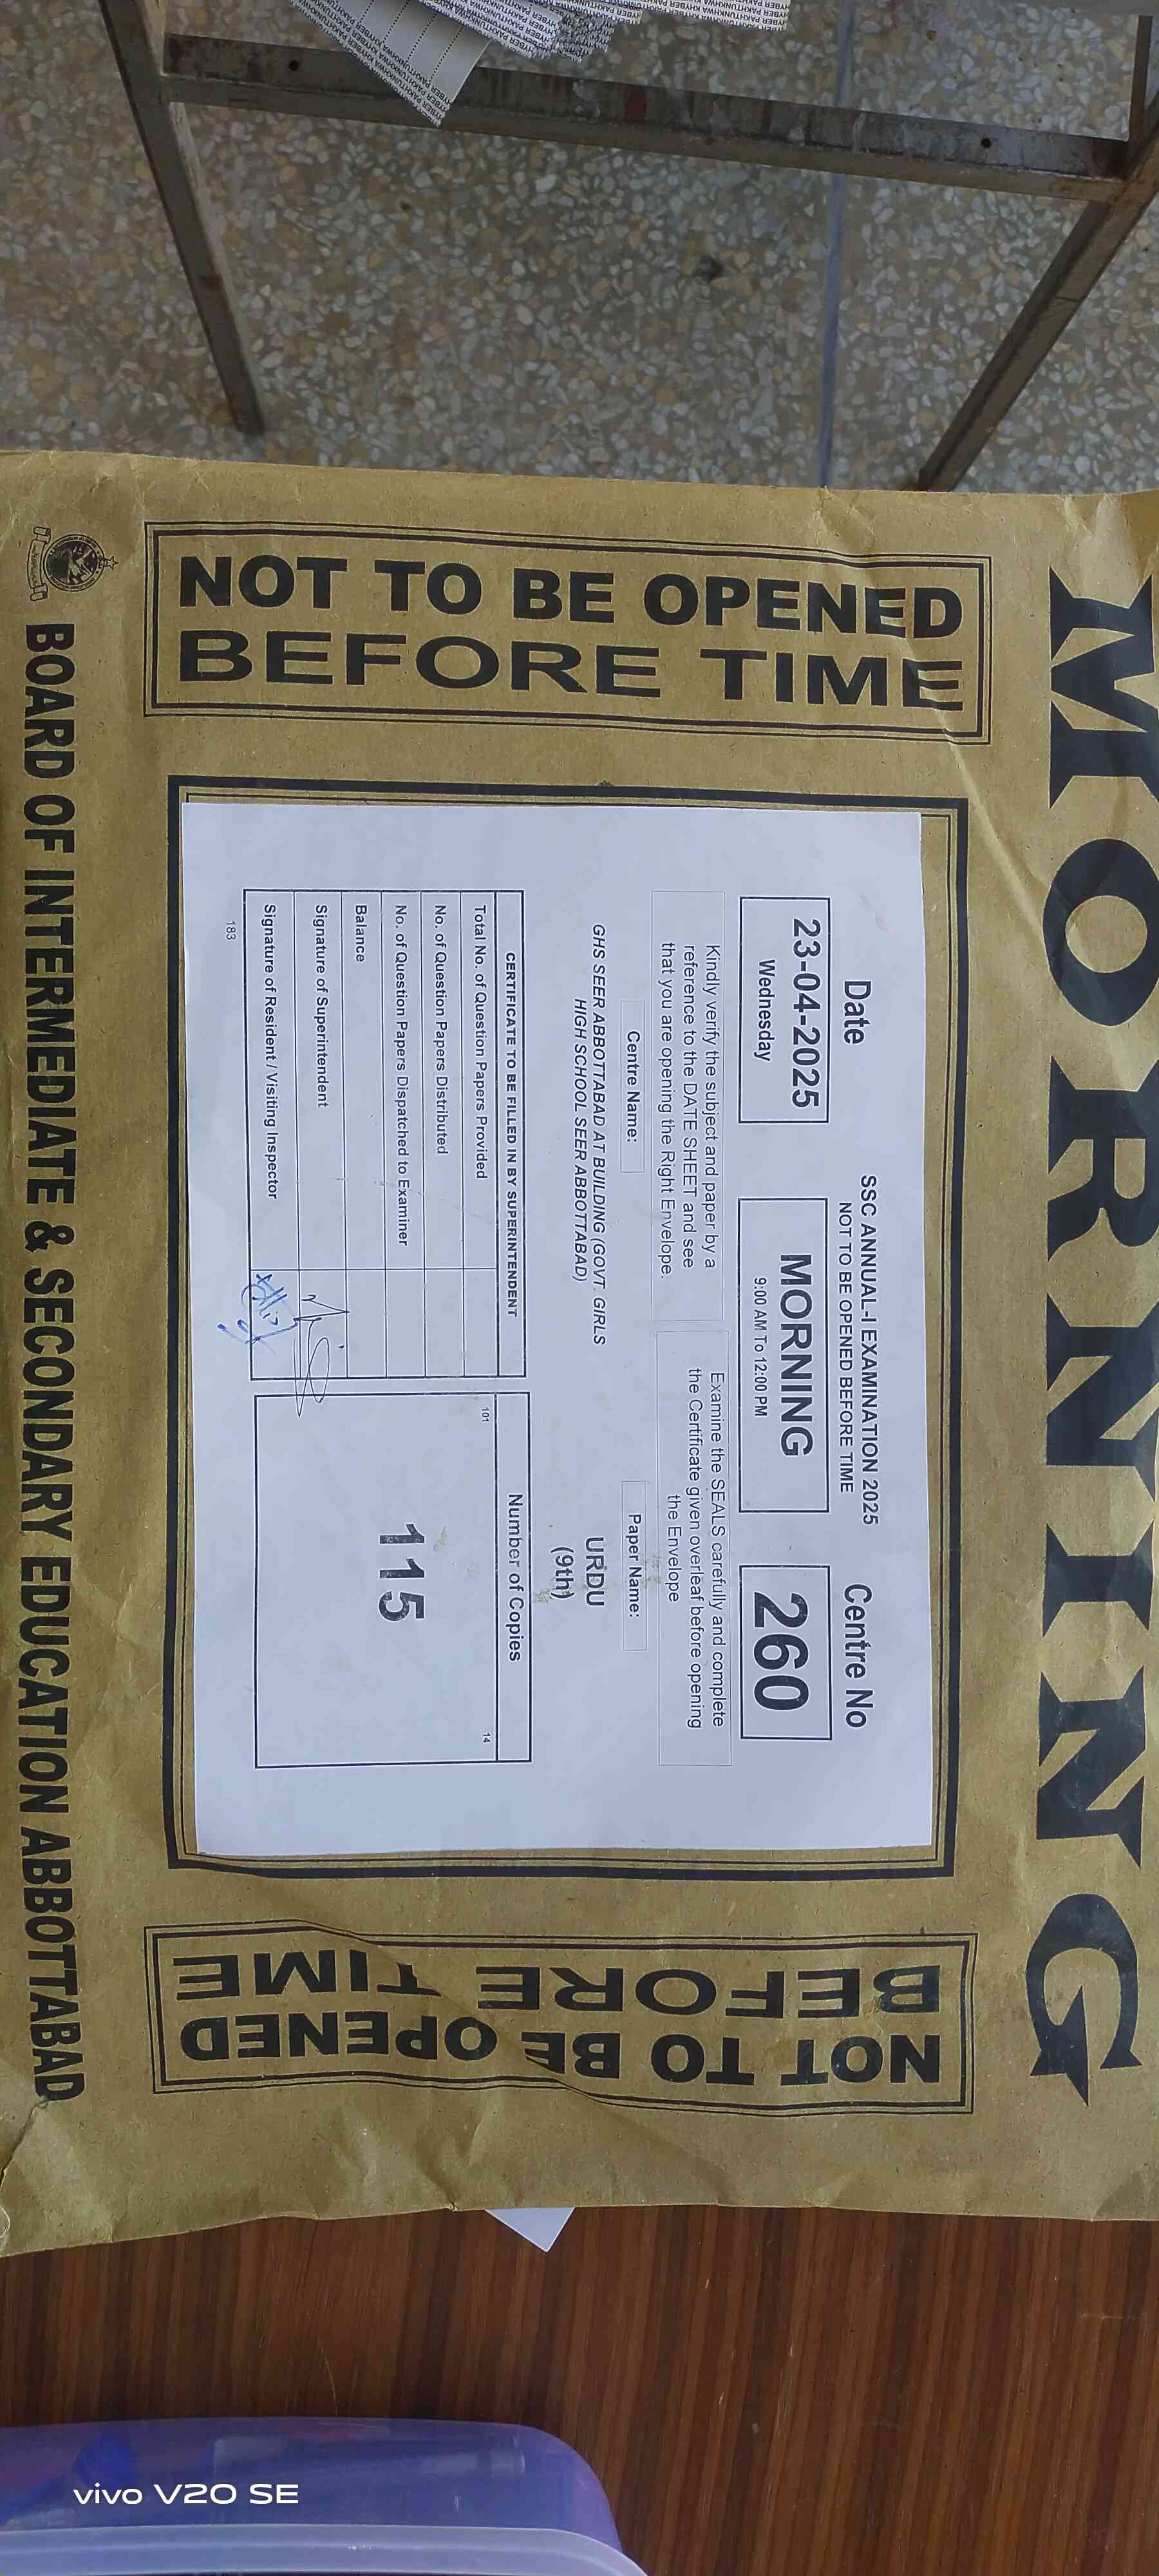 MORNING
NOT TO BE OPENED
BEFORE TIME
SSC ANNUAL-I EXAMINATION 2025
NOT TO BE OPENED BEFORE TIME
Date
23-04-2025
Wednesday
MORNING
9:00 AM To 12:00 PM
Centre No
260
Kindly verify the subject and paper by a
reference to the DATE SHEET and see
that you are opening the Right Envelope.
Examine the SEALS carefully and complete
the Certificate given overleaf before opening
the Envelope
Centre Name:
GHS SEER ABBOTTABAD AT BUILDING (GOVT. GIRLS
HIGH SCHOOL SEER ABBOTTABAD)
Paper Name:
URDU
(9th)
CERTIFICATE TO BE FILLED IN BY SUPERINTENDENT
Total No. of Question Papers Provided
No. of Question Papers Distributed
No. of Question Papers Dispatched to Examiner
Balance
Signature of Superintendent
Signature of Resident / Visiting Inspector
183
Number of Copies
101
14
115
NOT TO BE OPENED
BEFORE TIME
BOARD OF INTERMEDIATE & SECONDARY EDUCATION ABBOTTABAD
KHYBER PAKHTUNKHWA
vivo V20 SE